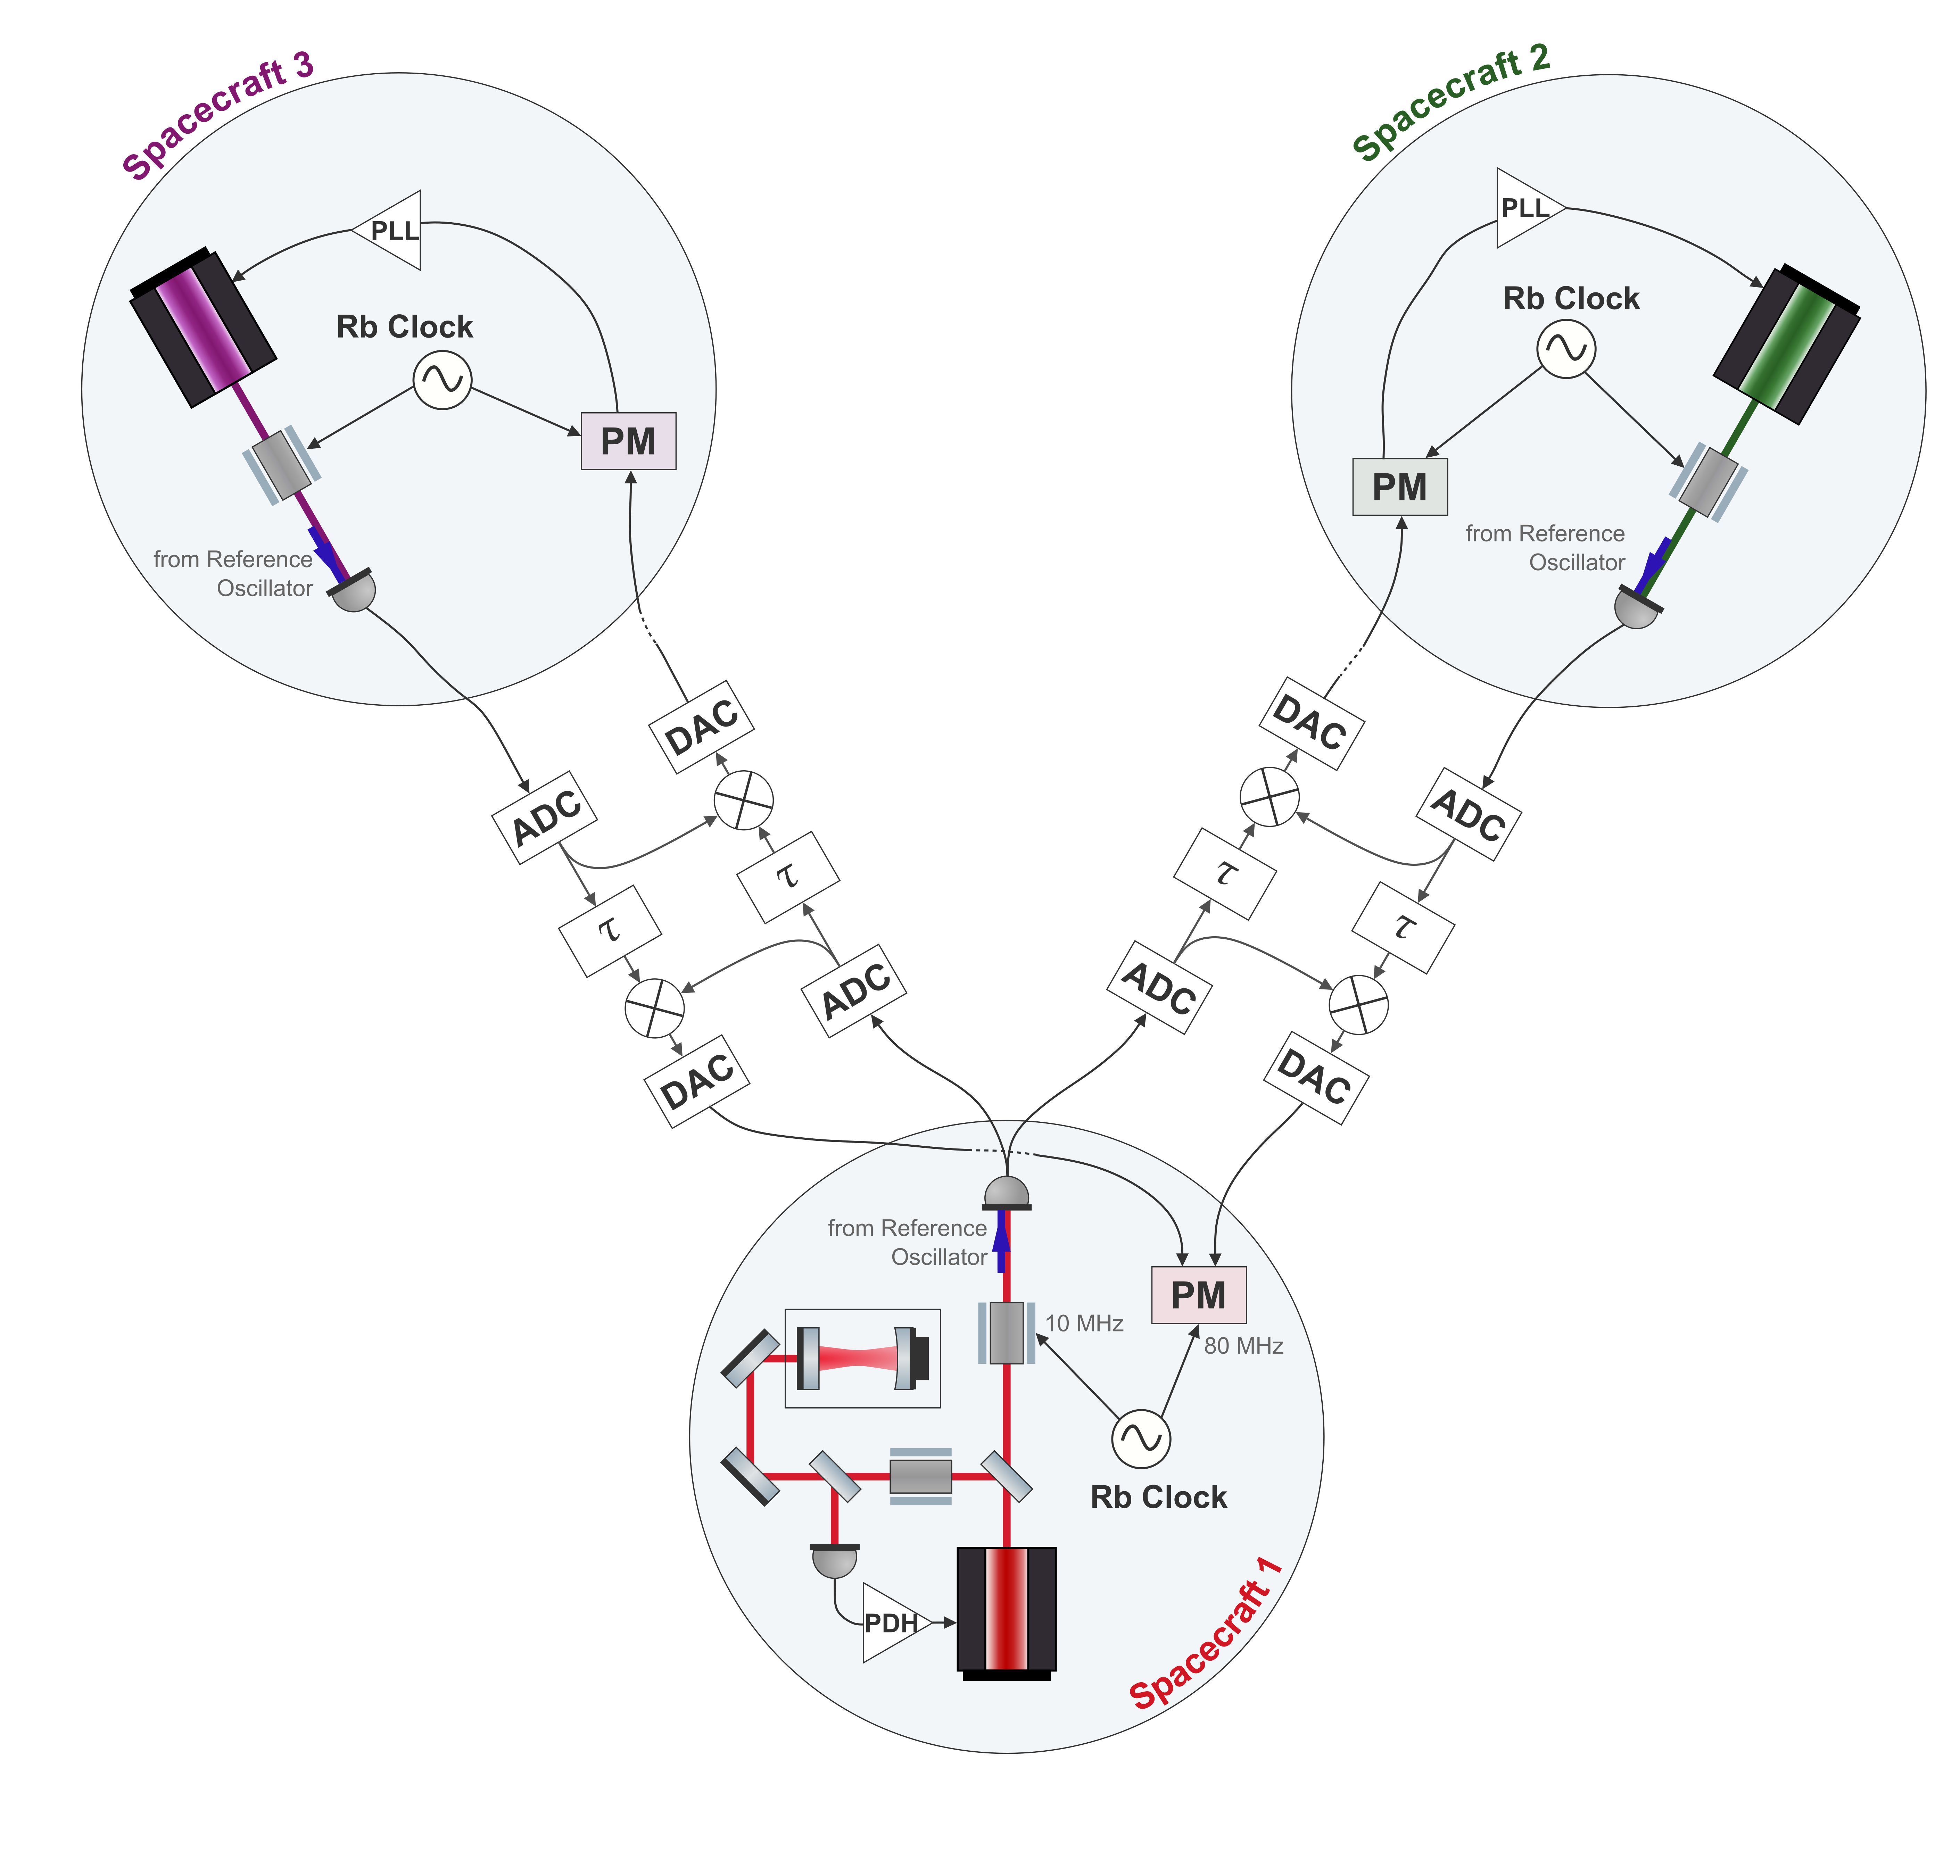 Spacecraft 3
PLL
Rb Clock
PM
from Reference
Oscillator
Spacecraft 2
PLL
Rb Clock
PM
from Reference
Oscillator
DAC
ADC
τ
τ
ADC
DAC
DAC
ADC
τ
τ
ADC
DAC
from Reference
Oscillator
PM
10 MHz
80 MHz
Rb Clock
PDH
Spacecraft 1